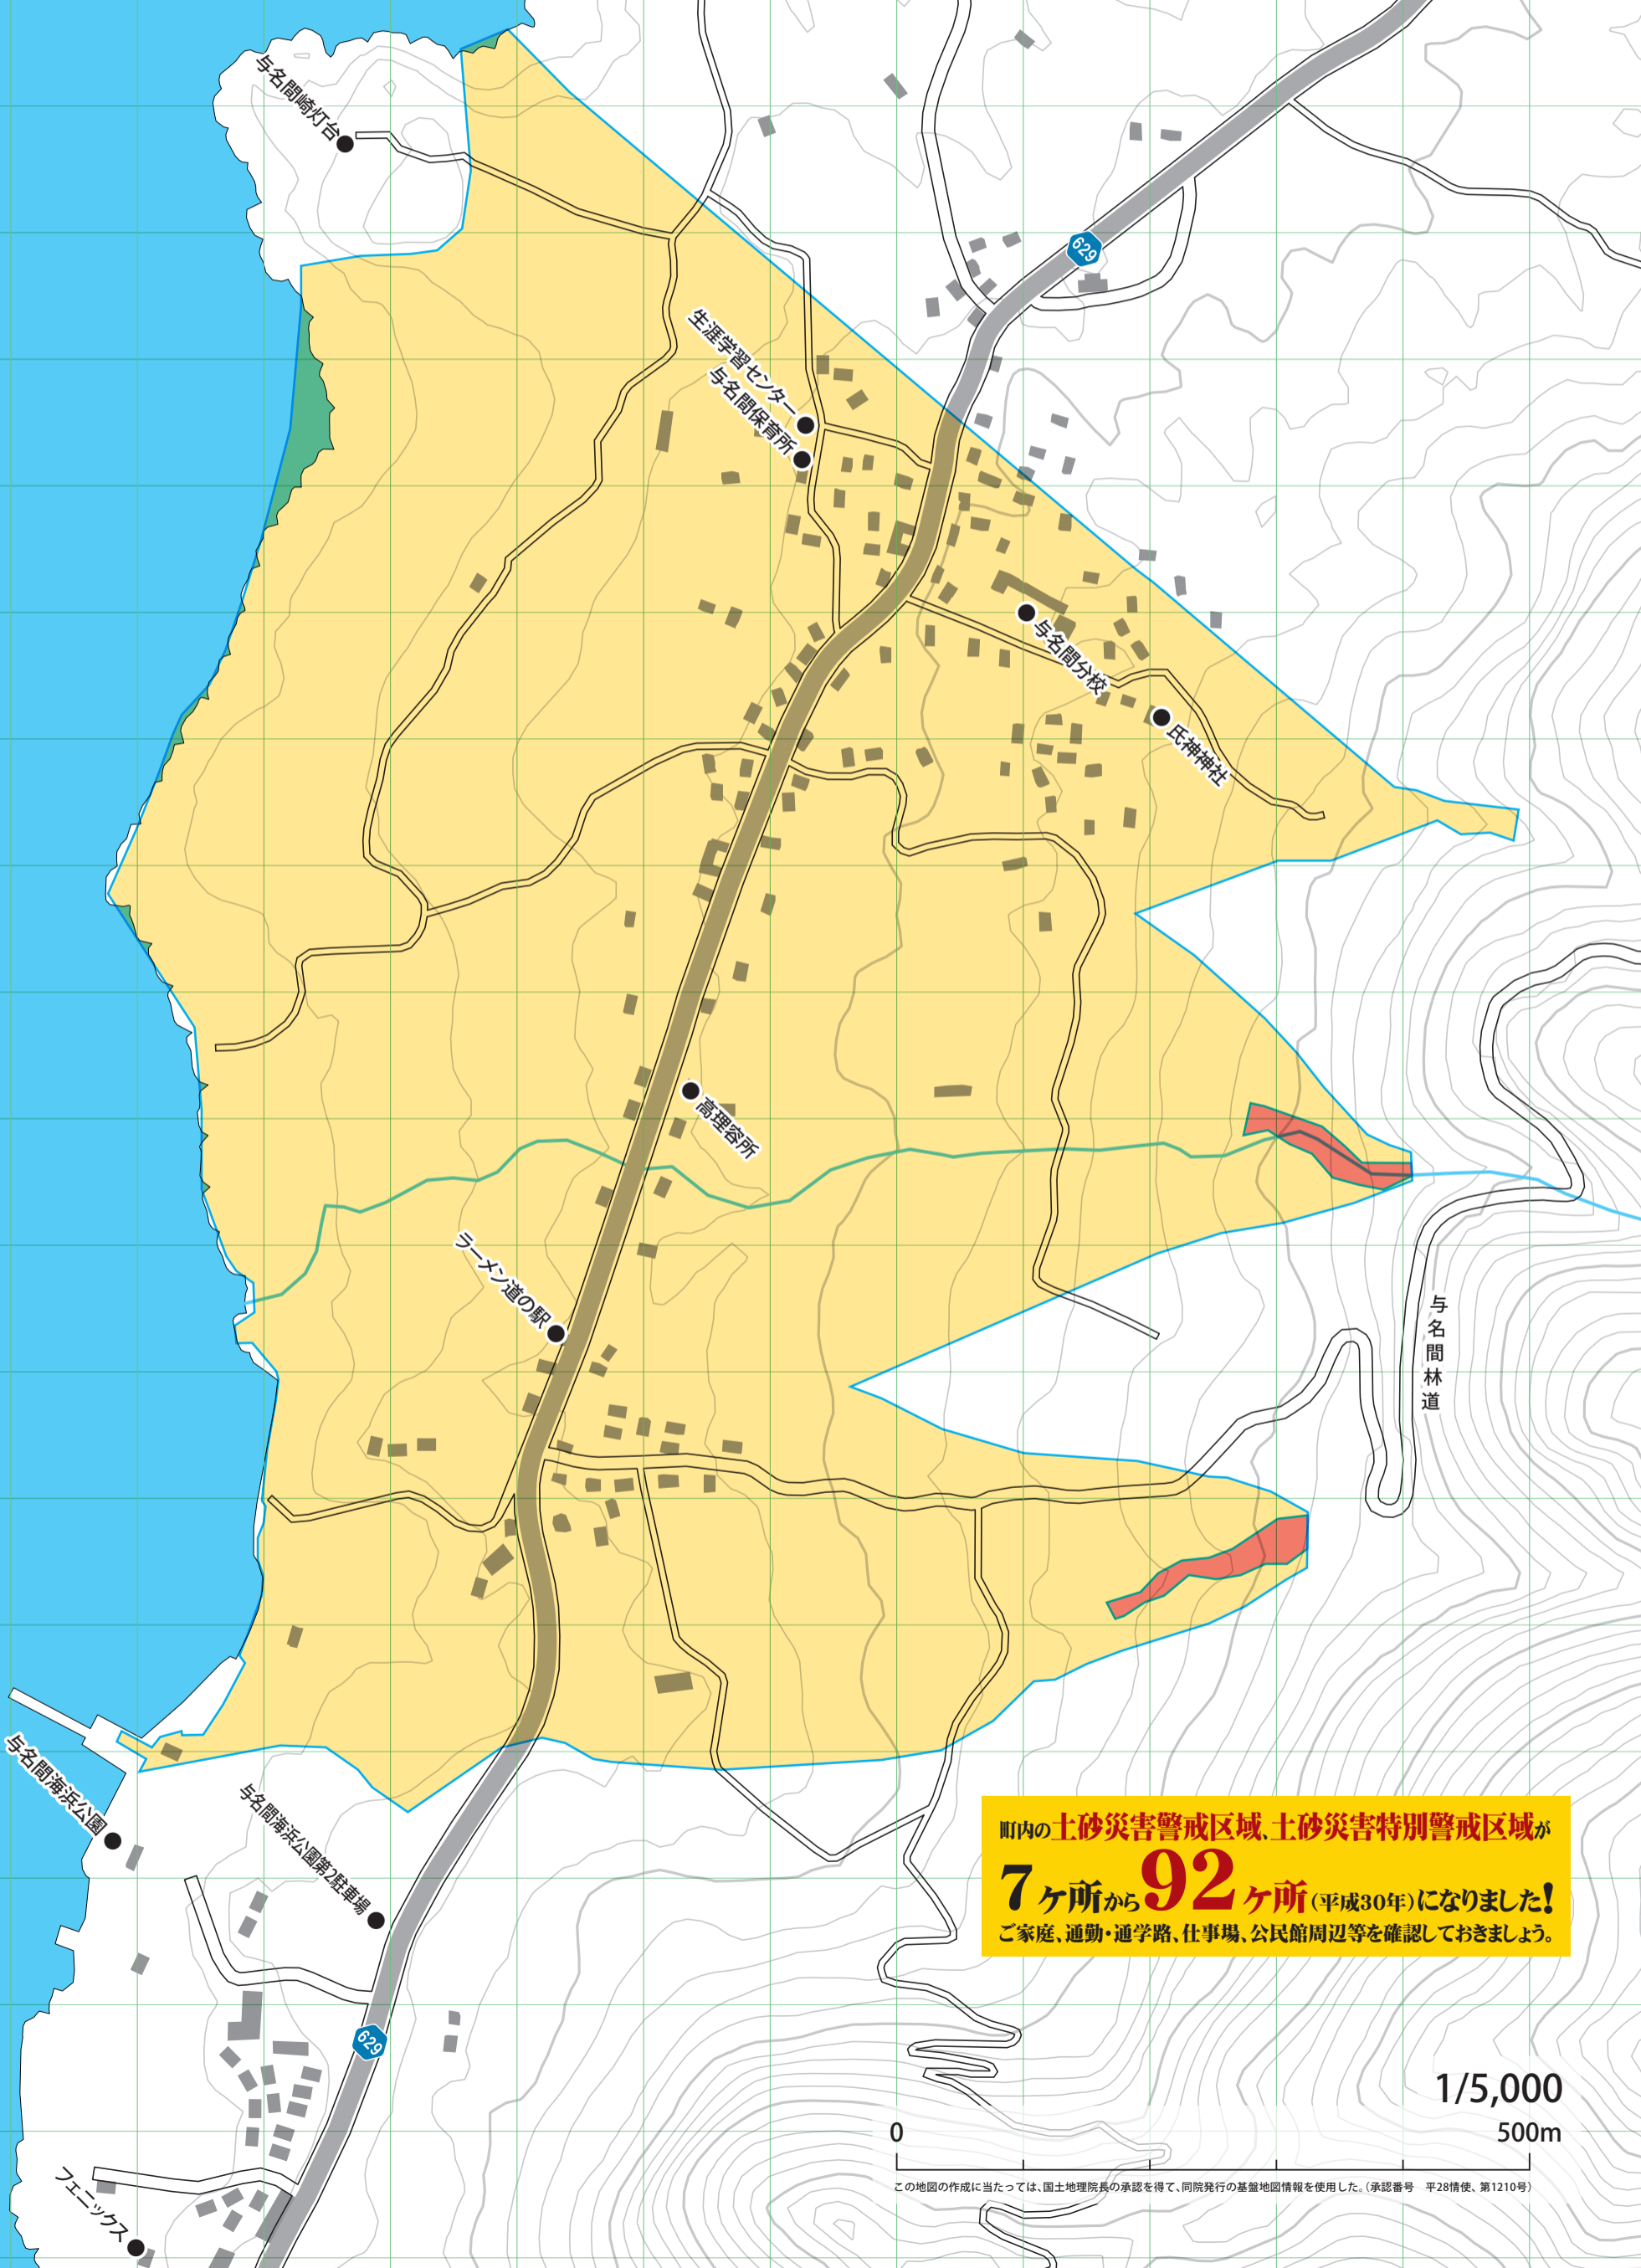 与名間崎灯台
629
生涯学習センター
与名間保育所
与名間分校
氏神神社
高理容所
ラーメン道の駅
与名間林道
与名間海浜公園
与名間海浜公園第2駐車場
町内の土砂災害警戒区域、土砂災害特別警戒区域が
7ヶ所から92ヶ所(平成30年)になりました!
ご家庭、通勤・通学路、仕事場、公民館周辺等を確認しておきましょう。
629
1/5,000
0 500m
この地図の作成に当たっては、国土地理院長の承認を得て、同院発行の基盤地図情報を使用した。(承認番号 平28情使、第1210号)
フェニックス